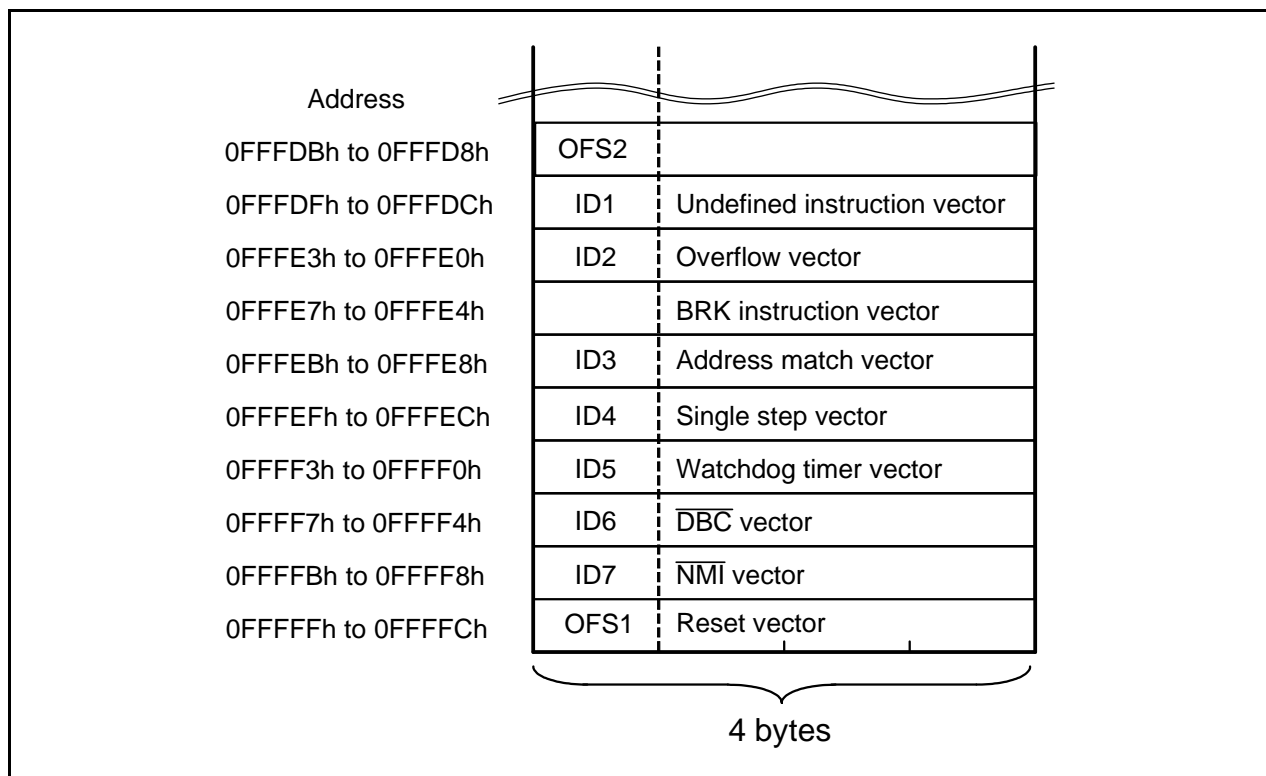 Address
0FFFDBh to 0FFFD8h OFS2
0FFFDFh to 0FFFDCh ID1 Undefined instruction vector
0FFFE3h to 0FFFE0h ID2 Overflow vector
0FFFE7h to 0FFFE4h BRK instruction vector
0FFFEBh to 0FFFE8h ID3 Address match vector
0FFFEFh to 0FFFECh ID4 Single step vector
0FFFF3h to 0FFFF0h ID5 Watchdog timer vector
0FFFF7h to 0FFFF4h ID6 D̅B̅C̅ vector
0FFFFBh to 0FFFF8h ID7 N̅M̅I̅ vector
0FFFFFh to 0FFFFCh OFS1 Reset vector
4 bytes